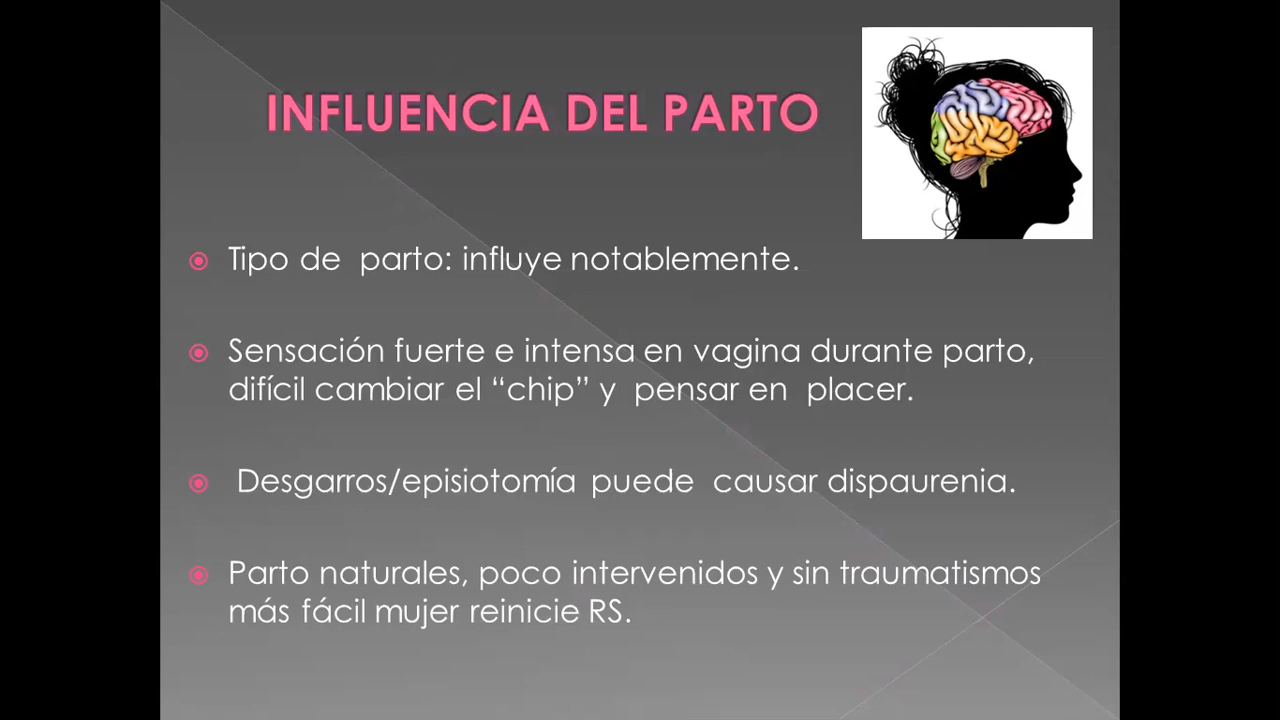 INFLUENCIA DEL PARTO
Tipo de parto: influye notablemente.
Sensación fuerte e intensa en vagina durante parto,
difícil cambiar el “chip” y pensar en placer.
Desgarros/episiotomía puede causar dispaurenia.
Parto naturales, poco intervenidos y sin traumatismos
más fácil mujer reinicie RS.